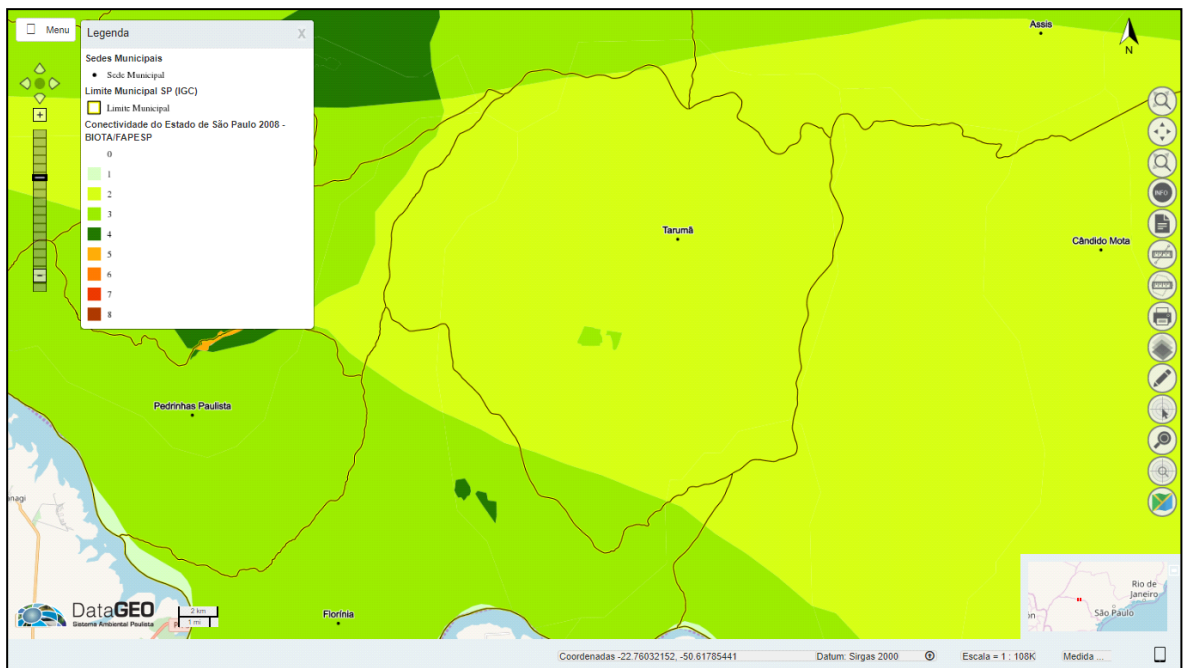 Menu
Legenda X
Sedes Municipais
Sede Municipal
Limite Municipal SP (IGC)
Limite Municipal
Conectividade do Estado de São Paulo 2008 -
BIOTA/FAPESP
0
1
2
3
4
5
6
7
8
Assis
N
Tarumã
Cândido Mota
INFO
Pedrinhas Paulista
nagi
Florínia
DataGEO
Sistema Ambiental Paulista
2 km
1 mi
Rio de
Janeiro
São Paulo
Coordenadas -22.76032152, -50.61785441 Datum: Sirgas 2000 Escala = 1 : 108K Medida ...